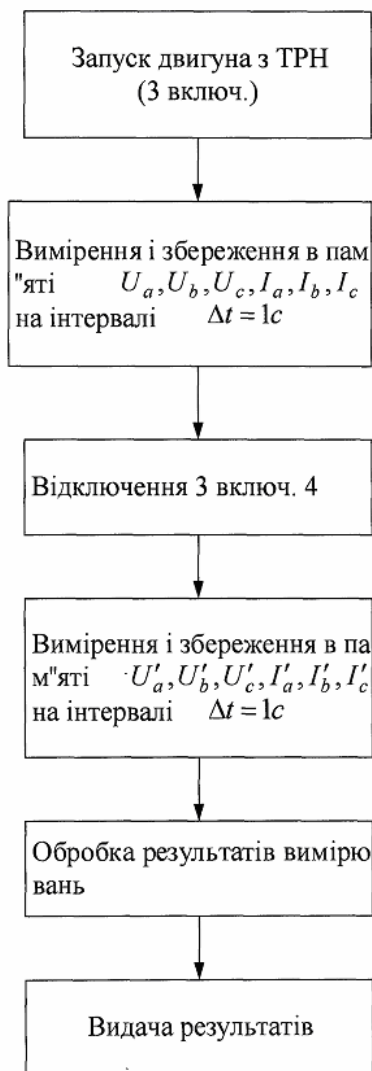 Запуск двигуна з ТРН
(3 включ.)
Вимірення і збереження в пам
"яті U_a, U_b, U_c, I_a, I_b, I_c
на інтервалі Δt = 1c
Відключення 3 включ. 4
Вимірення і збереження в па
м"яті U'_a, U'_b, U'_c, I'_a, I'_b, I'_c
на інтервалі Δt = 1c
Обробка результатів вимірю
вань
Видача результатів